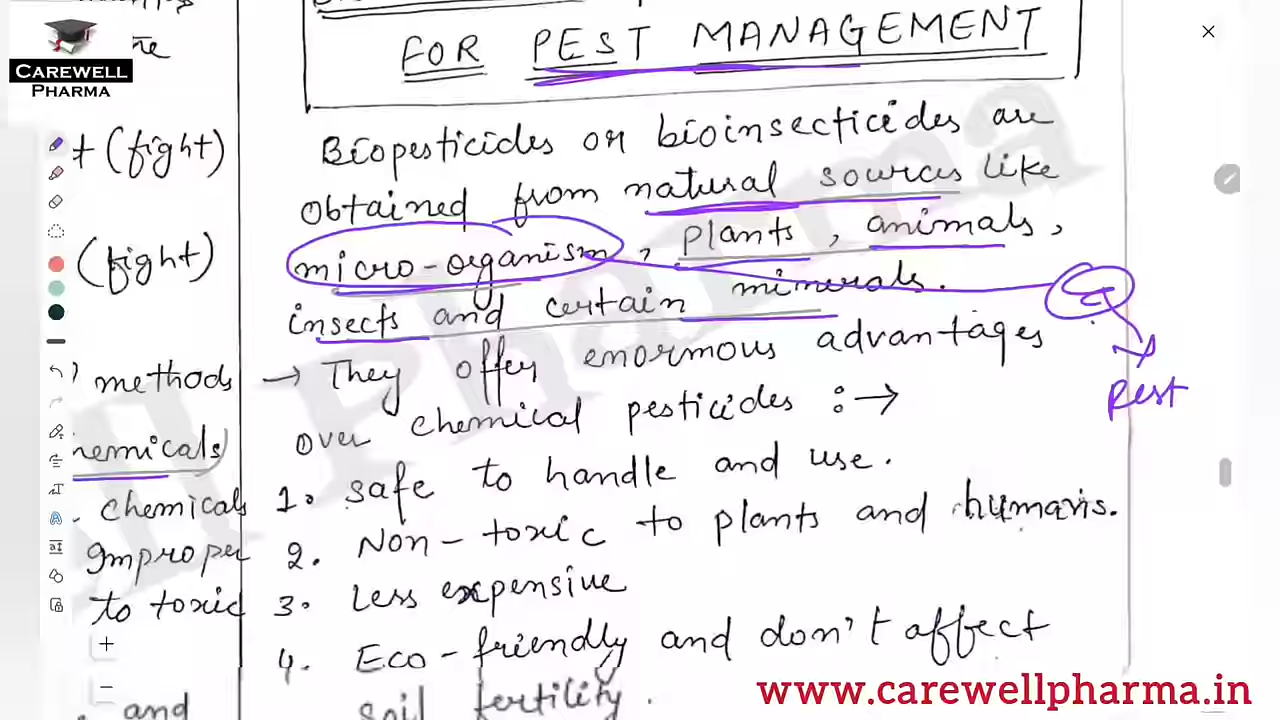 CAREWELL
PHARMA
FOR PEST MANAGEMENT
Biopesticides or bioinsecticides are
obtained from natural sources like
micro-organism, plants, animals,
insects and certain minerals.
→ They offer enormous advantages
over chemical pesticides :→
1. safe to handle and use.
2. Non-toxic to plants and humans.
3. Less expensive
4. Eco-friendly and don't affect
soil fertility.
Pest
t (fight)
(fight)
methods
hemicals
chemicals
Improper
to toxic
and
All Pharma
www.carewellpharma.in